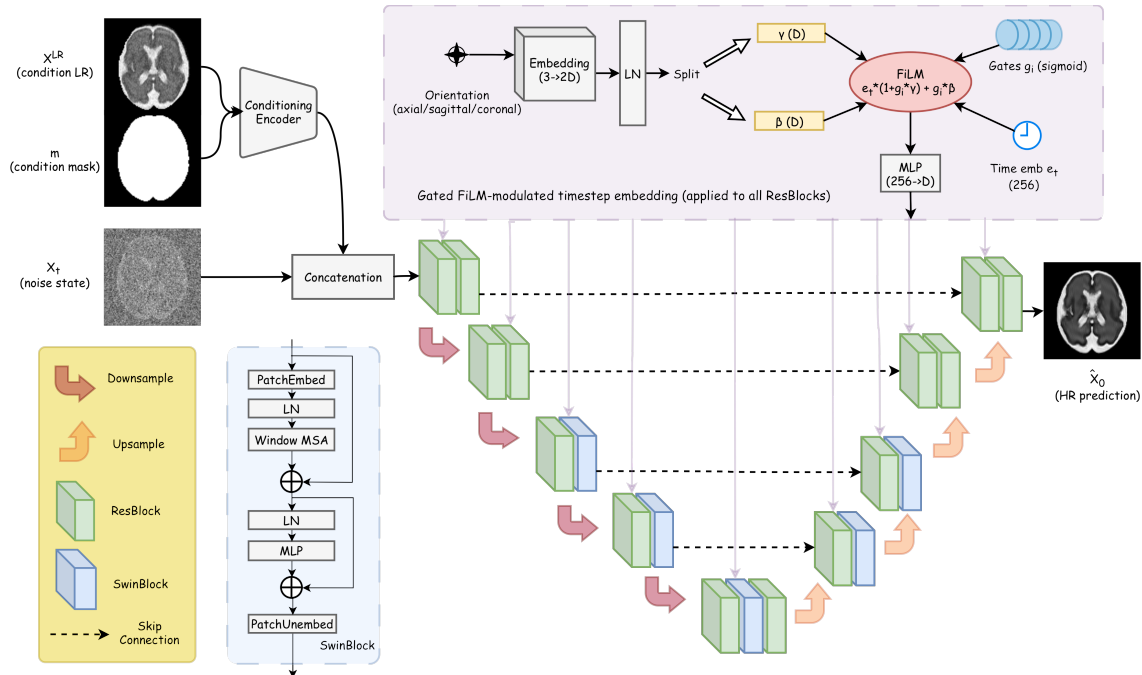 X^LR
(condition LR)
m
(condition mask)
Conditioning
Encoder
X_t
(noise state)
Concatenation
Orientation
(axial/sagittal/coronal)
Embedding
(3->2D)
LN
Split
γ (D)
β (D)
FiLM
e_t*(1+g_i*γ) + g_i*β
Gates g_i (sigmoid)
Time emb e_t
(256)
MLP
(256->D)
Gated FiLM-modulated timestep embedding (applied to all ResBlocks)
X̂_0
(HR prediction)
Downsample
Upsample
ResBlock
SwinBlock
Skip
Connection
PatchEmbed
LN
Window MSA
LN
MLP
PatchUnembed
SwinBlock